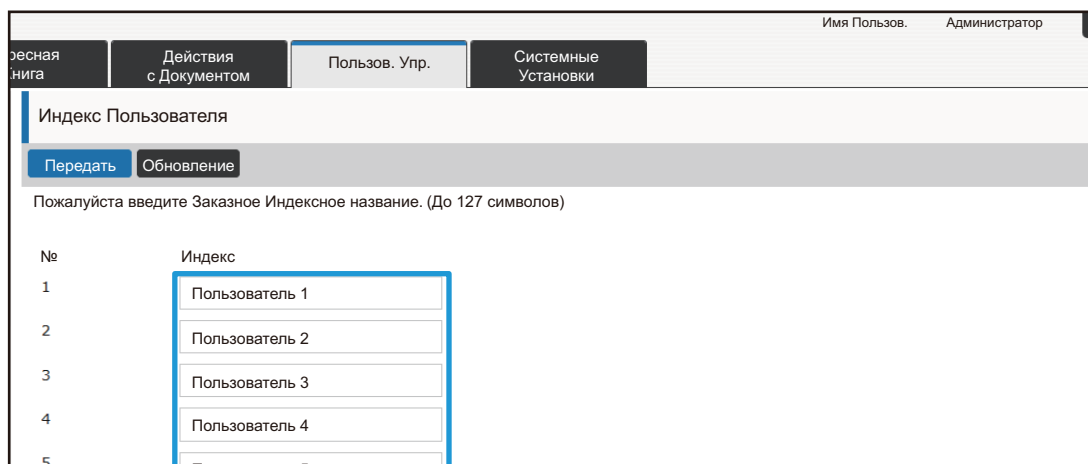 Имя Пользов. Администратор
Действия
с Документом
Пользов. Упр.
Системные
Установки
Индекс Пользователя
Передать Обновление
Пожалуйста введите Заказное Индексное название. (До 127 символов)
№ Индекс
1 Пользователь 1
2 Пользователь 2
3 Пользователь 3
4 Пользователь 4
5